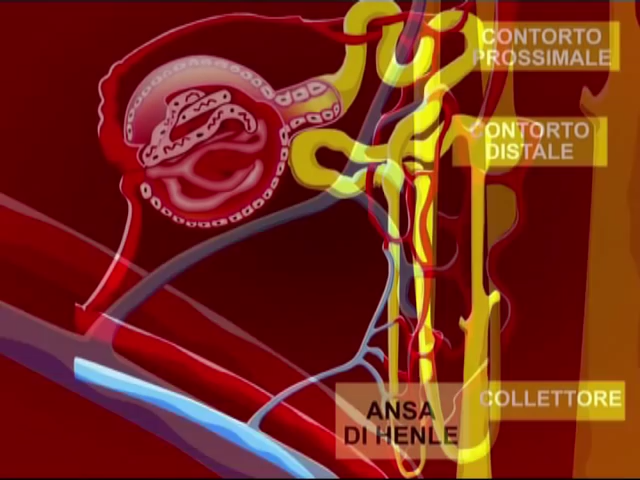 CONTORTO
PROSSIMALE
CONTORTO
DISTALE
COLLETTORE
ANSA
DI HENLE